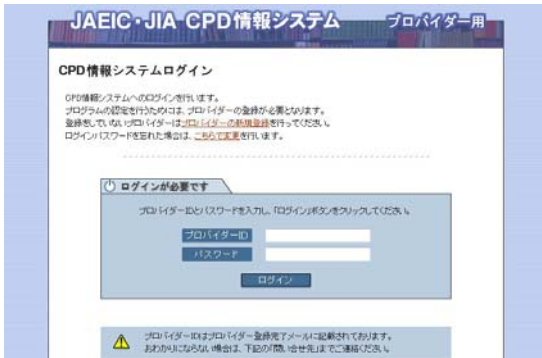 JAEIC・JIA CPD情報システム プロバイダー用
CPD情報システムログイン
CPD情報システムへのログインを行います。
プログラムの認定を行うためには、プロバイダーの登録が必要となります。
登録をしていないプロバイダーはプロバイダーの新規登録を行ってください。
ログインパスワードを忘れた場合は、こちらで変更を行います。
ログインが必要です
プロバイダーIDとパスワードを入力し、「ログイン」ボタンをクリックしてください。
プロバイダーID
パスワード
ログイン
プロバイダーIDはプロバイダー登録完了メールに記載されております。
おわかりにならない場合は、下記の「問い合せ先」までご連絡ください。